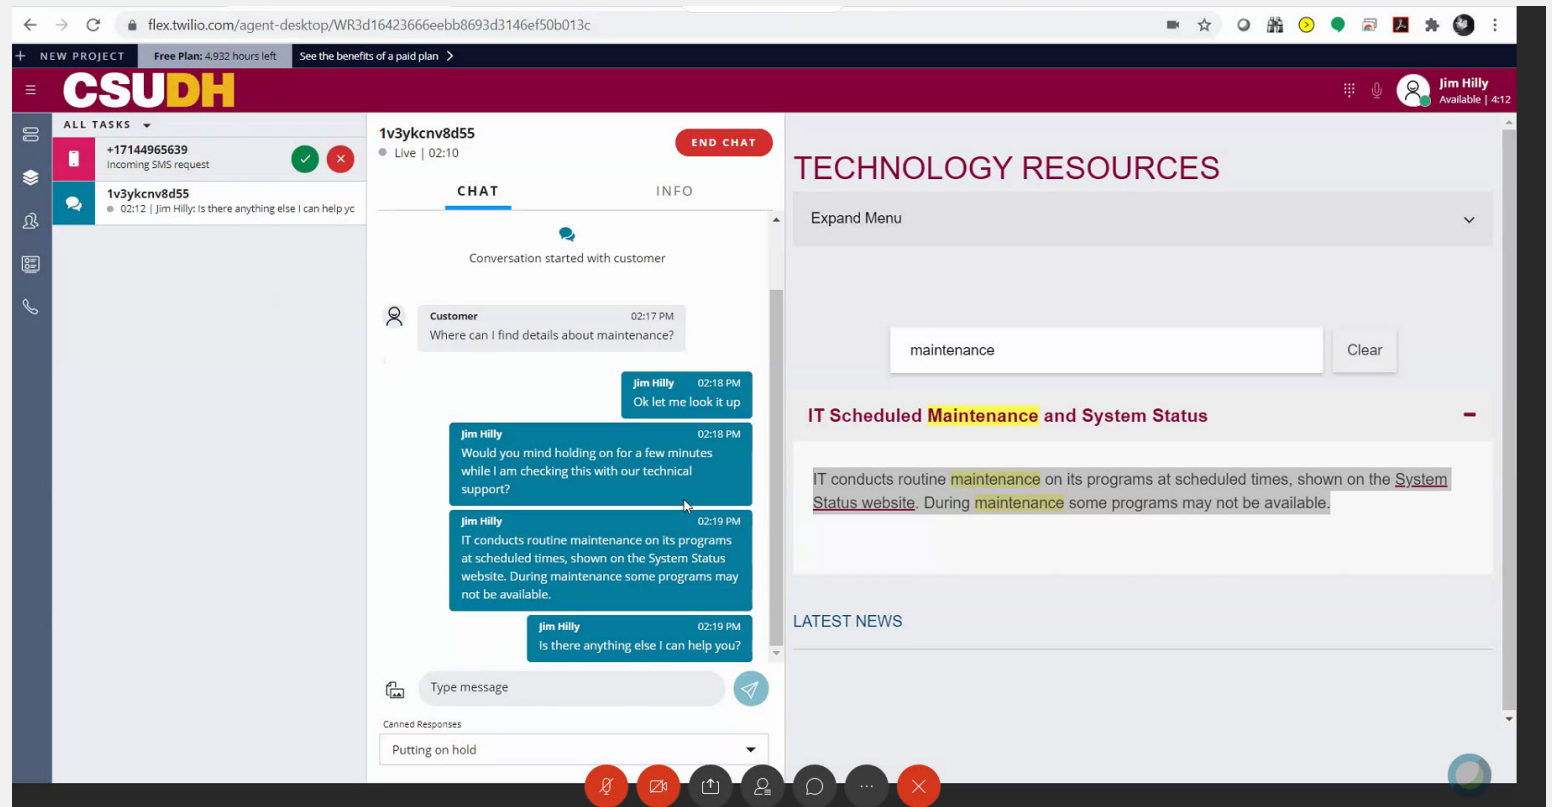 flex.twilio.com/agent-desktop/WR3d16423666eebb8693d3146ef50b013c
+ NEW PROJECT Free Plan: 4,932 hours left See the benefits of a paid plan >
CSUDH
Jim Hilly
Available | 4:12
ALL TASKS
+17144965639
Incoming SMS request
1v3ykcnv8d55
02:12 | Jim Hilly: Is there anything else I can help yc
1v3ykcnv8d55
Live | 02:10
END CHAT
CHAT INFO
Conversation started with customer
Customer 02:17 PM
Where can I find details about maintenance?
Jim Hilly 02:18 PM
Ok let me look it up
Jim Hilly 02:18 PM
Would you mind holding on for a few minutes
while I am checking this with our technical
support?
Jim Hilly 02:19 PM
IT conducts routine maintenance on its programs
at scheduled times, shown on the System Status
website. During maintenance some programs may
not be available.
Jim Hilly 02:19 PM
Is there anything else I can help you?
Type message
Canned Responses
Putting on hold
TECHNOLOGY RESOURCES
Expand Menu
maintenance Clear
IT Scheduled Maintenance and System Status
IT conducts routine maintenance on its programs at scheduled times, shown on the System
Status website. During maintenance some programs may not be available.
LATEST NEWS